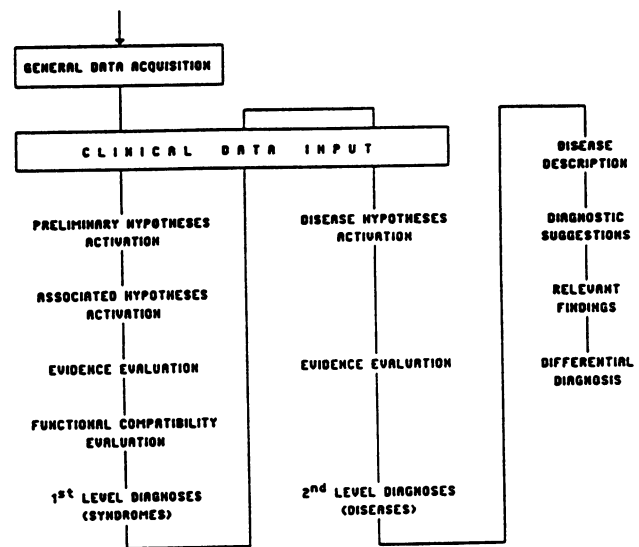 GENERAL DATA ACQUISITION
CLINICAL DATA INPUT
PRELIMINARY HYPOTHESES
ACTIVATION
ASSOCIATED HYPOTHESES
ACTIVATION
EVIDENCE EVALUATION
FUNCTIONAL COMPATIBILITY
EVALUATION
1st LEVEL DIAGNOSES
(SYNDROMES)
DISEASE HYPOTHESES
ACTIVATION
EVIDENCE EVALUATION
2nd LEVEL DIAGNOSES
(DISEASES)
DISEASE
DESCRIPTION
DIAGNOSTIC
SUGGESTIONS
RELEVANT
FINDINGS
DIFFERENTIAL
DIAGNOSIS